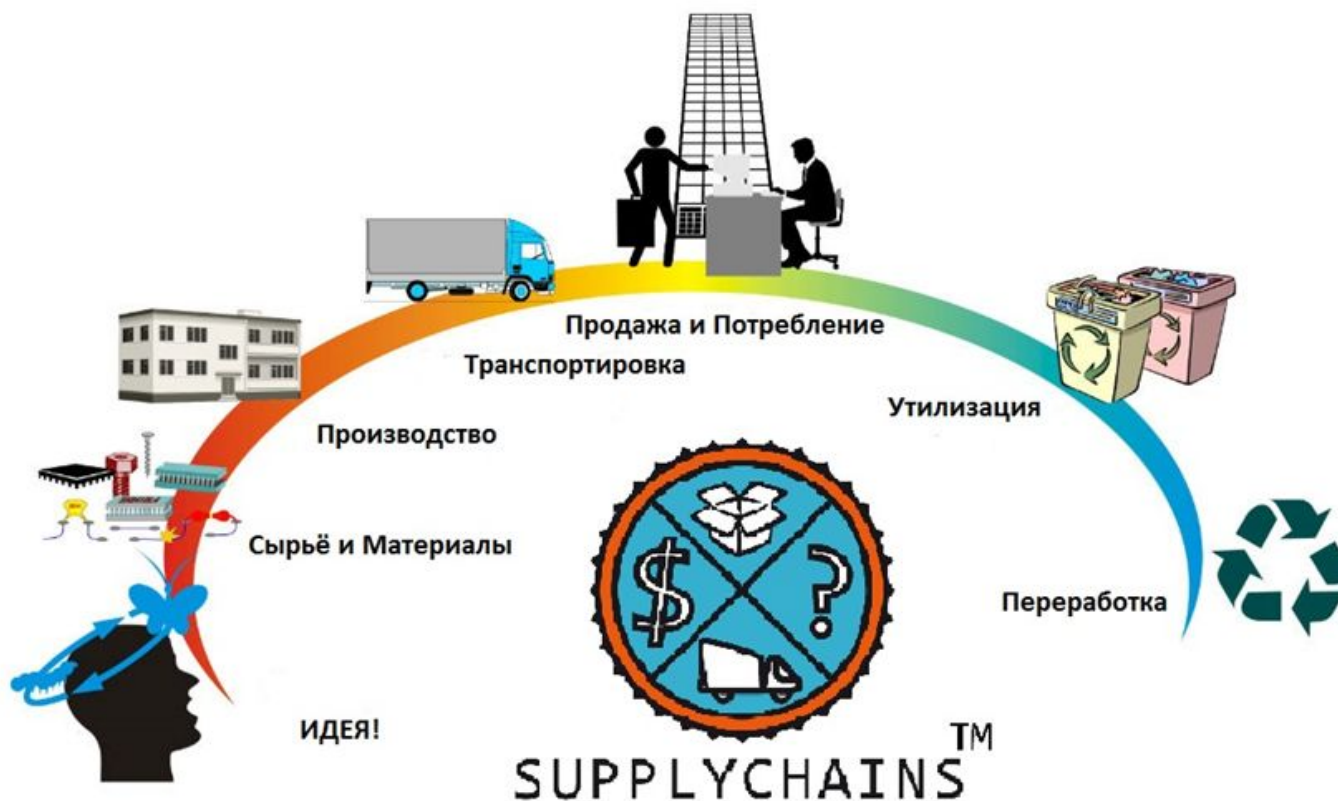 Продажа и Потребление
Транспортировка
Утилизация
Производство
Сырьё и Материалы
Переработка
ИДЕЯ!
SUPPLYCHAINS TM